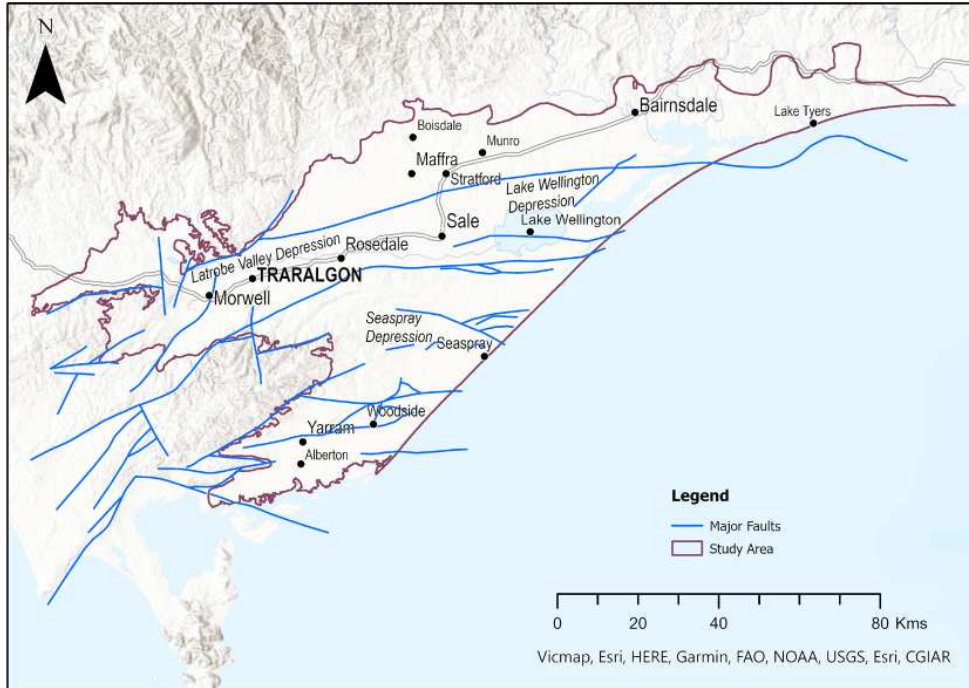 N
Bairnsdale
Lake Tyers
Boisdale
Munro
Maffra
Stratford
Lake Wellington
Depression
Lake Wellington
Sale
Rosedale
Latrobe Valley Depression
TRARALGON
Morwell
Seaspray
Depression
Seaspray
Woodside
Yarram
Alberton
Legend
Major Faults
Study Area
0 20 40 80 Kms
Vicmap, Esri, HERE, Garmin, FAO, NOAA, USGS, Esri, CGIAR